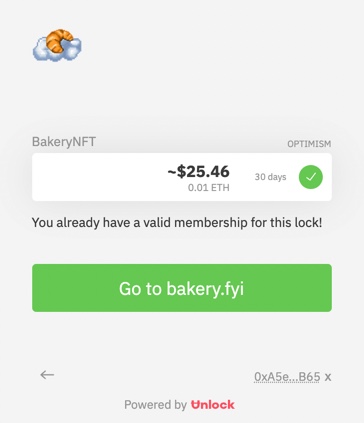 BakeryNFT
OPTIMISM
~$25.46
0.01 ETH
30 days
You already have a valid membership for this lock!
Go to bakery.fyi
0xA5e...B65 x
Powered by Unlock